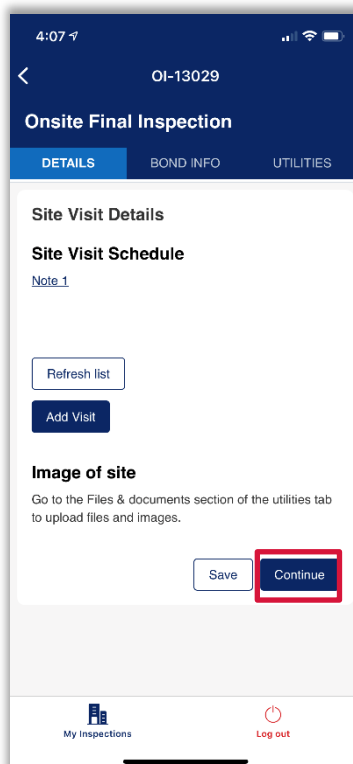 4:07
OI-13029
Onsite Final Inspection
DETAILS BOND INFO UTILITIES
Site Visit Details
Site Visit Schedule
Note 1
Refresh list
Add Visit
Image of site
Go to the Files & documents section of the utilities tab
to upload files and images.
Save Continue
My Inspections Log out